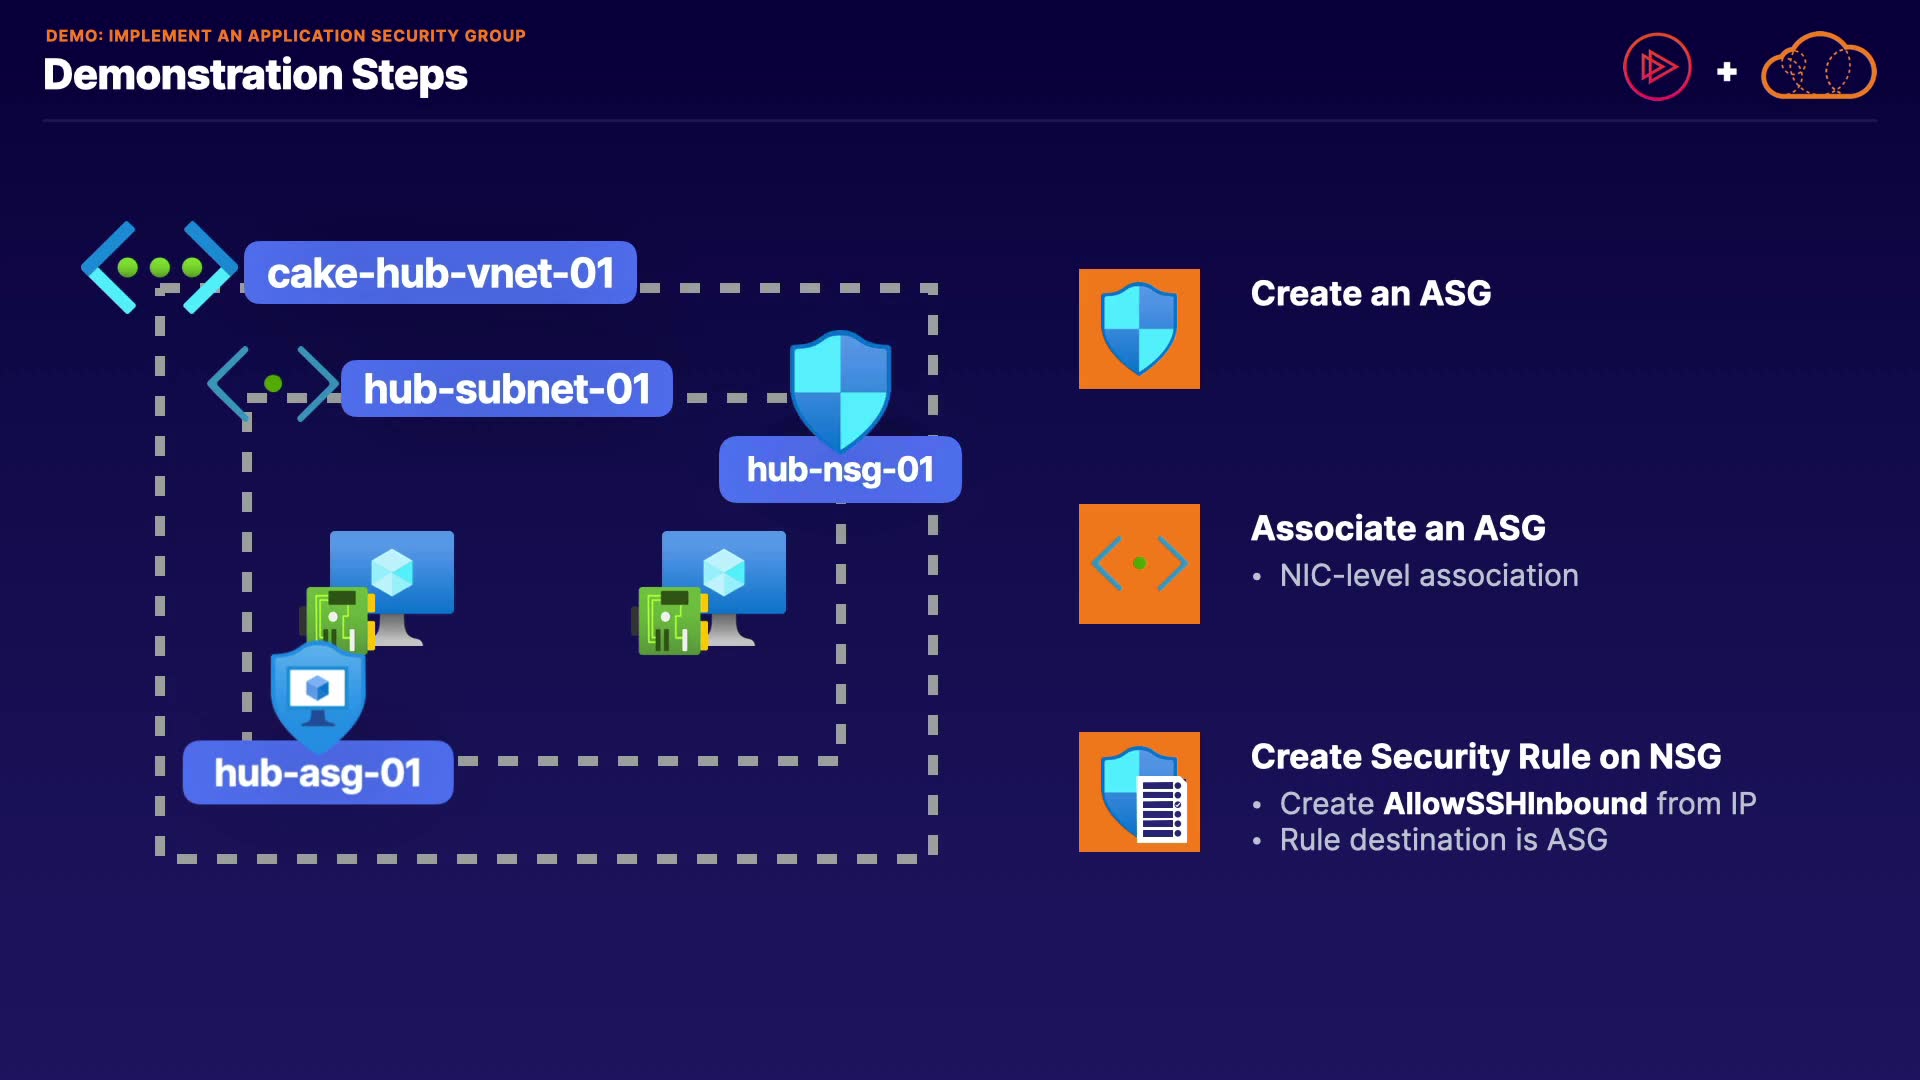 DEMO: IMPLEMENT AN APPLICATION SECURITY GROUP
Demonstration Steps
cake-hub-vnet-01
hub-subnet-01
hub-nsg-01
hub-asg-01
Create an ASG
Associate an ASG
• NIC-level association
Create Security Rule on NSG
• Create AllowSSHInbound from IP
• Rule destination is ASG